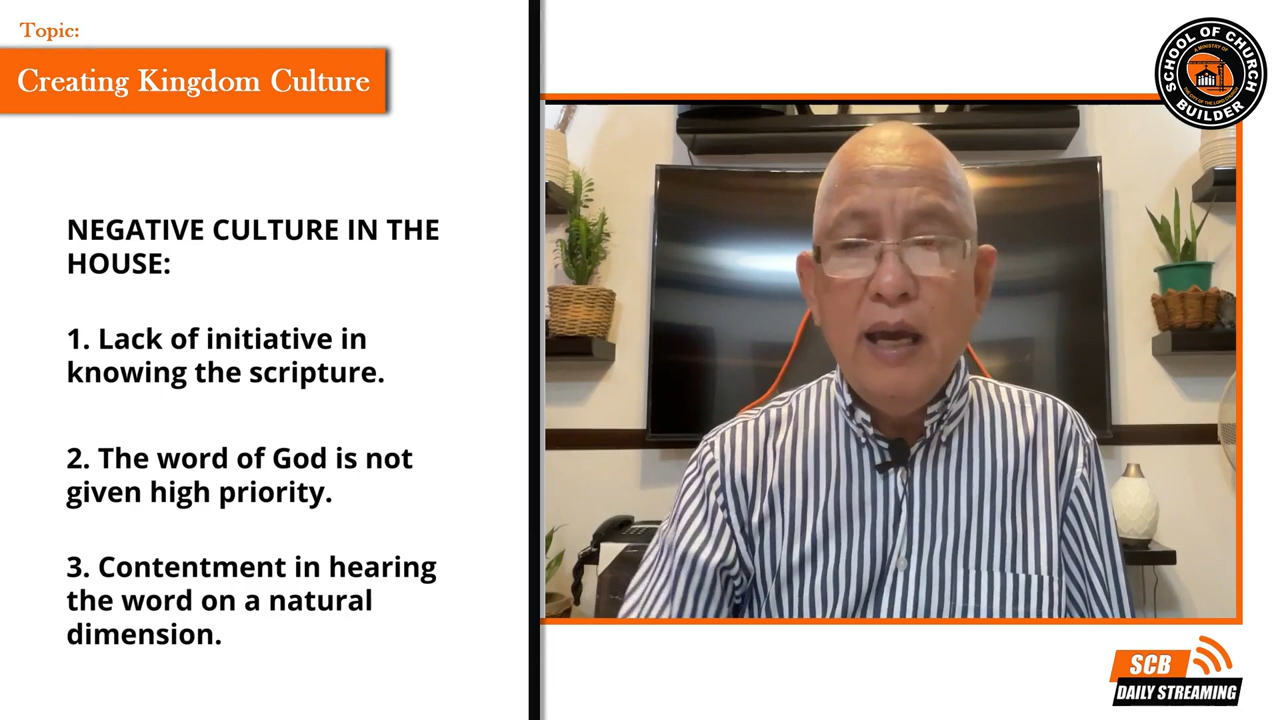 Topic:
Creating Kingdom Culture
NEGATIVE CULTURE IN THE
HOUSE:
1. Lack of initiative in
knowing the scripture.
2. The word of God is not
given high priority.
3. Contentment in hearing
the word on a natural
dimension.
SCHOOL OF CHURCH
BUILDER
A MINISTRY OF
SCB
DAILY STREAMING